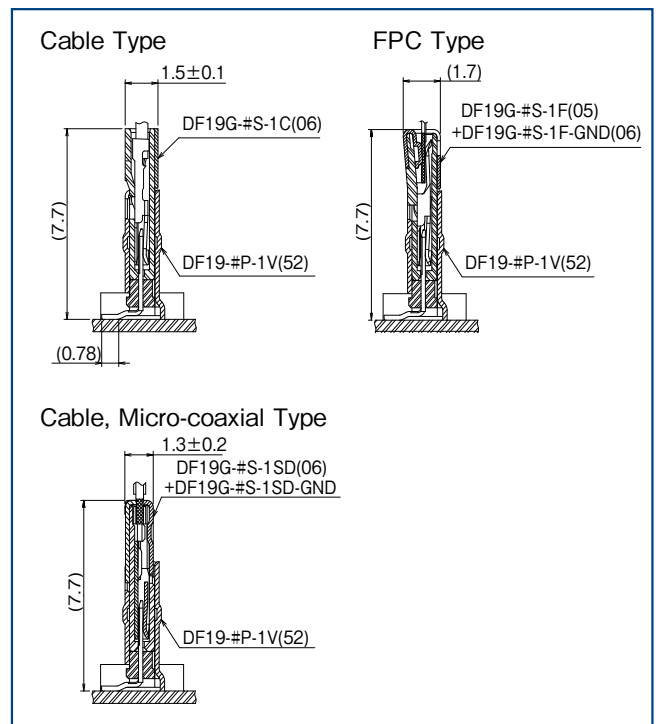 Cable Type
1.5±0.1
DF19G-#S-1C(06)
(7.7)
DF19-#P-1V(52)
(0.78)
FPC Type
(1.7)
DF19G-#S-1F(05)
+DF19G-#S-1F-GND(06)
(7.7)
DF19-#P-1V(52)
Cable, Micro-coaxial Type
1.3±0.2
DF19G-#S-1SD(06)
+DF19G-#S-1SD-GND
(7.7)
DF19-#P-1V(52)